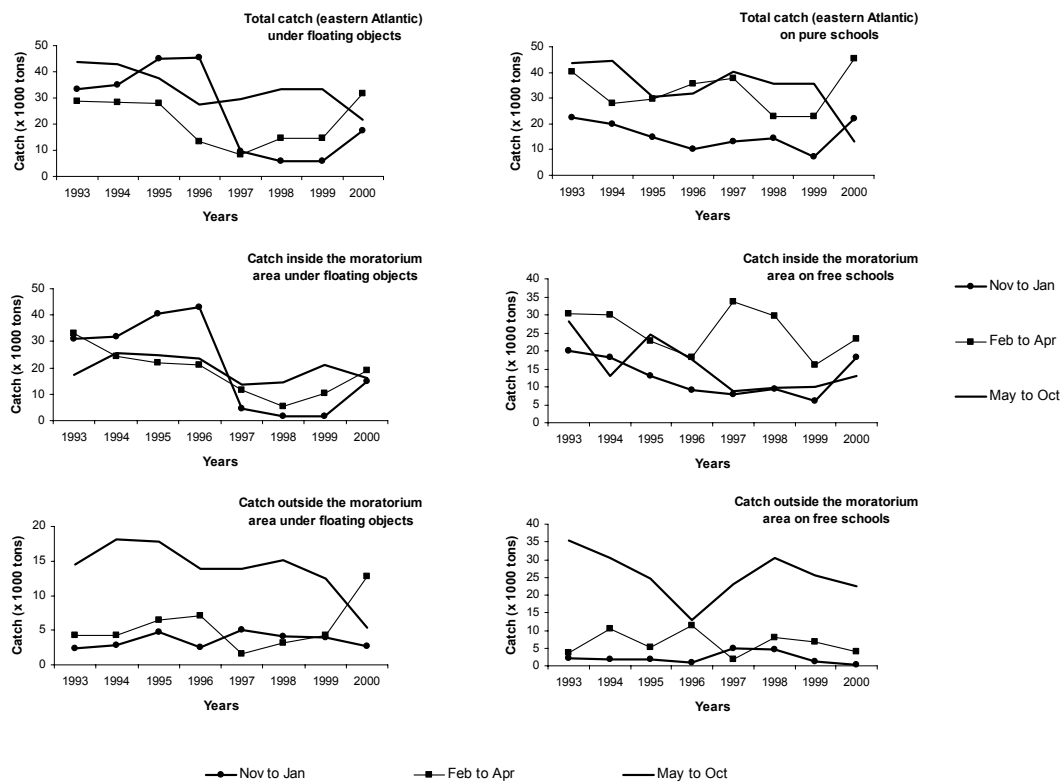 Total catch (eastern Atlantic)
under floating objects
Catch (x 1000 tons)
50
40
30
20
10
0
1993 1994 1995 1996 1997 1998 1999 2000
Years
Total catch (eastern Atlantic)
on pure schools
Catch (x 1000 tons)
50
40
30
20
10
0
1993 1994 1995 1996 1997 1998 1999 2000
Years
Catch inside the moratorium
area under floating objects
Catch (x 1000 tons)
50
40
30
20
10
0
1993 1994 1995 1996 1997 1998 1999 2000
Years
Catch inside the moratorium
area on free schools
Catch (x 1000 tons)
40
35
30
25
20
15
10
5
0
1993 1994 1995 1996 1997 1998 1999 2000
Years
Nov to Jan
Feb to Apr
May to Oct
Catch outside the moratorium
area under floating objects
Catch (x 1000 tons)
20
15
10
5
0
1993 1994 1995 1996 1997 1998 1999 2000
Years
Catch outside the moratorium
area on free schools
Catch (x 1000 tons)
40
35
30
25
20
15
10
5
0
1993 1994 1995 1996 1997 1998 1999 2000
Years
Nov to Jan Feb to Apr May to Oct